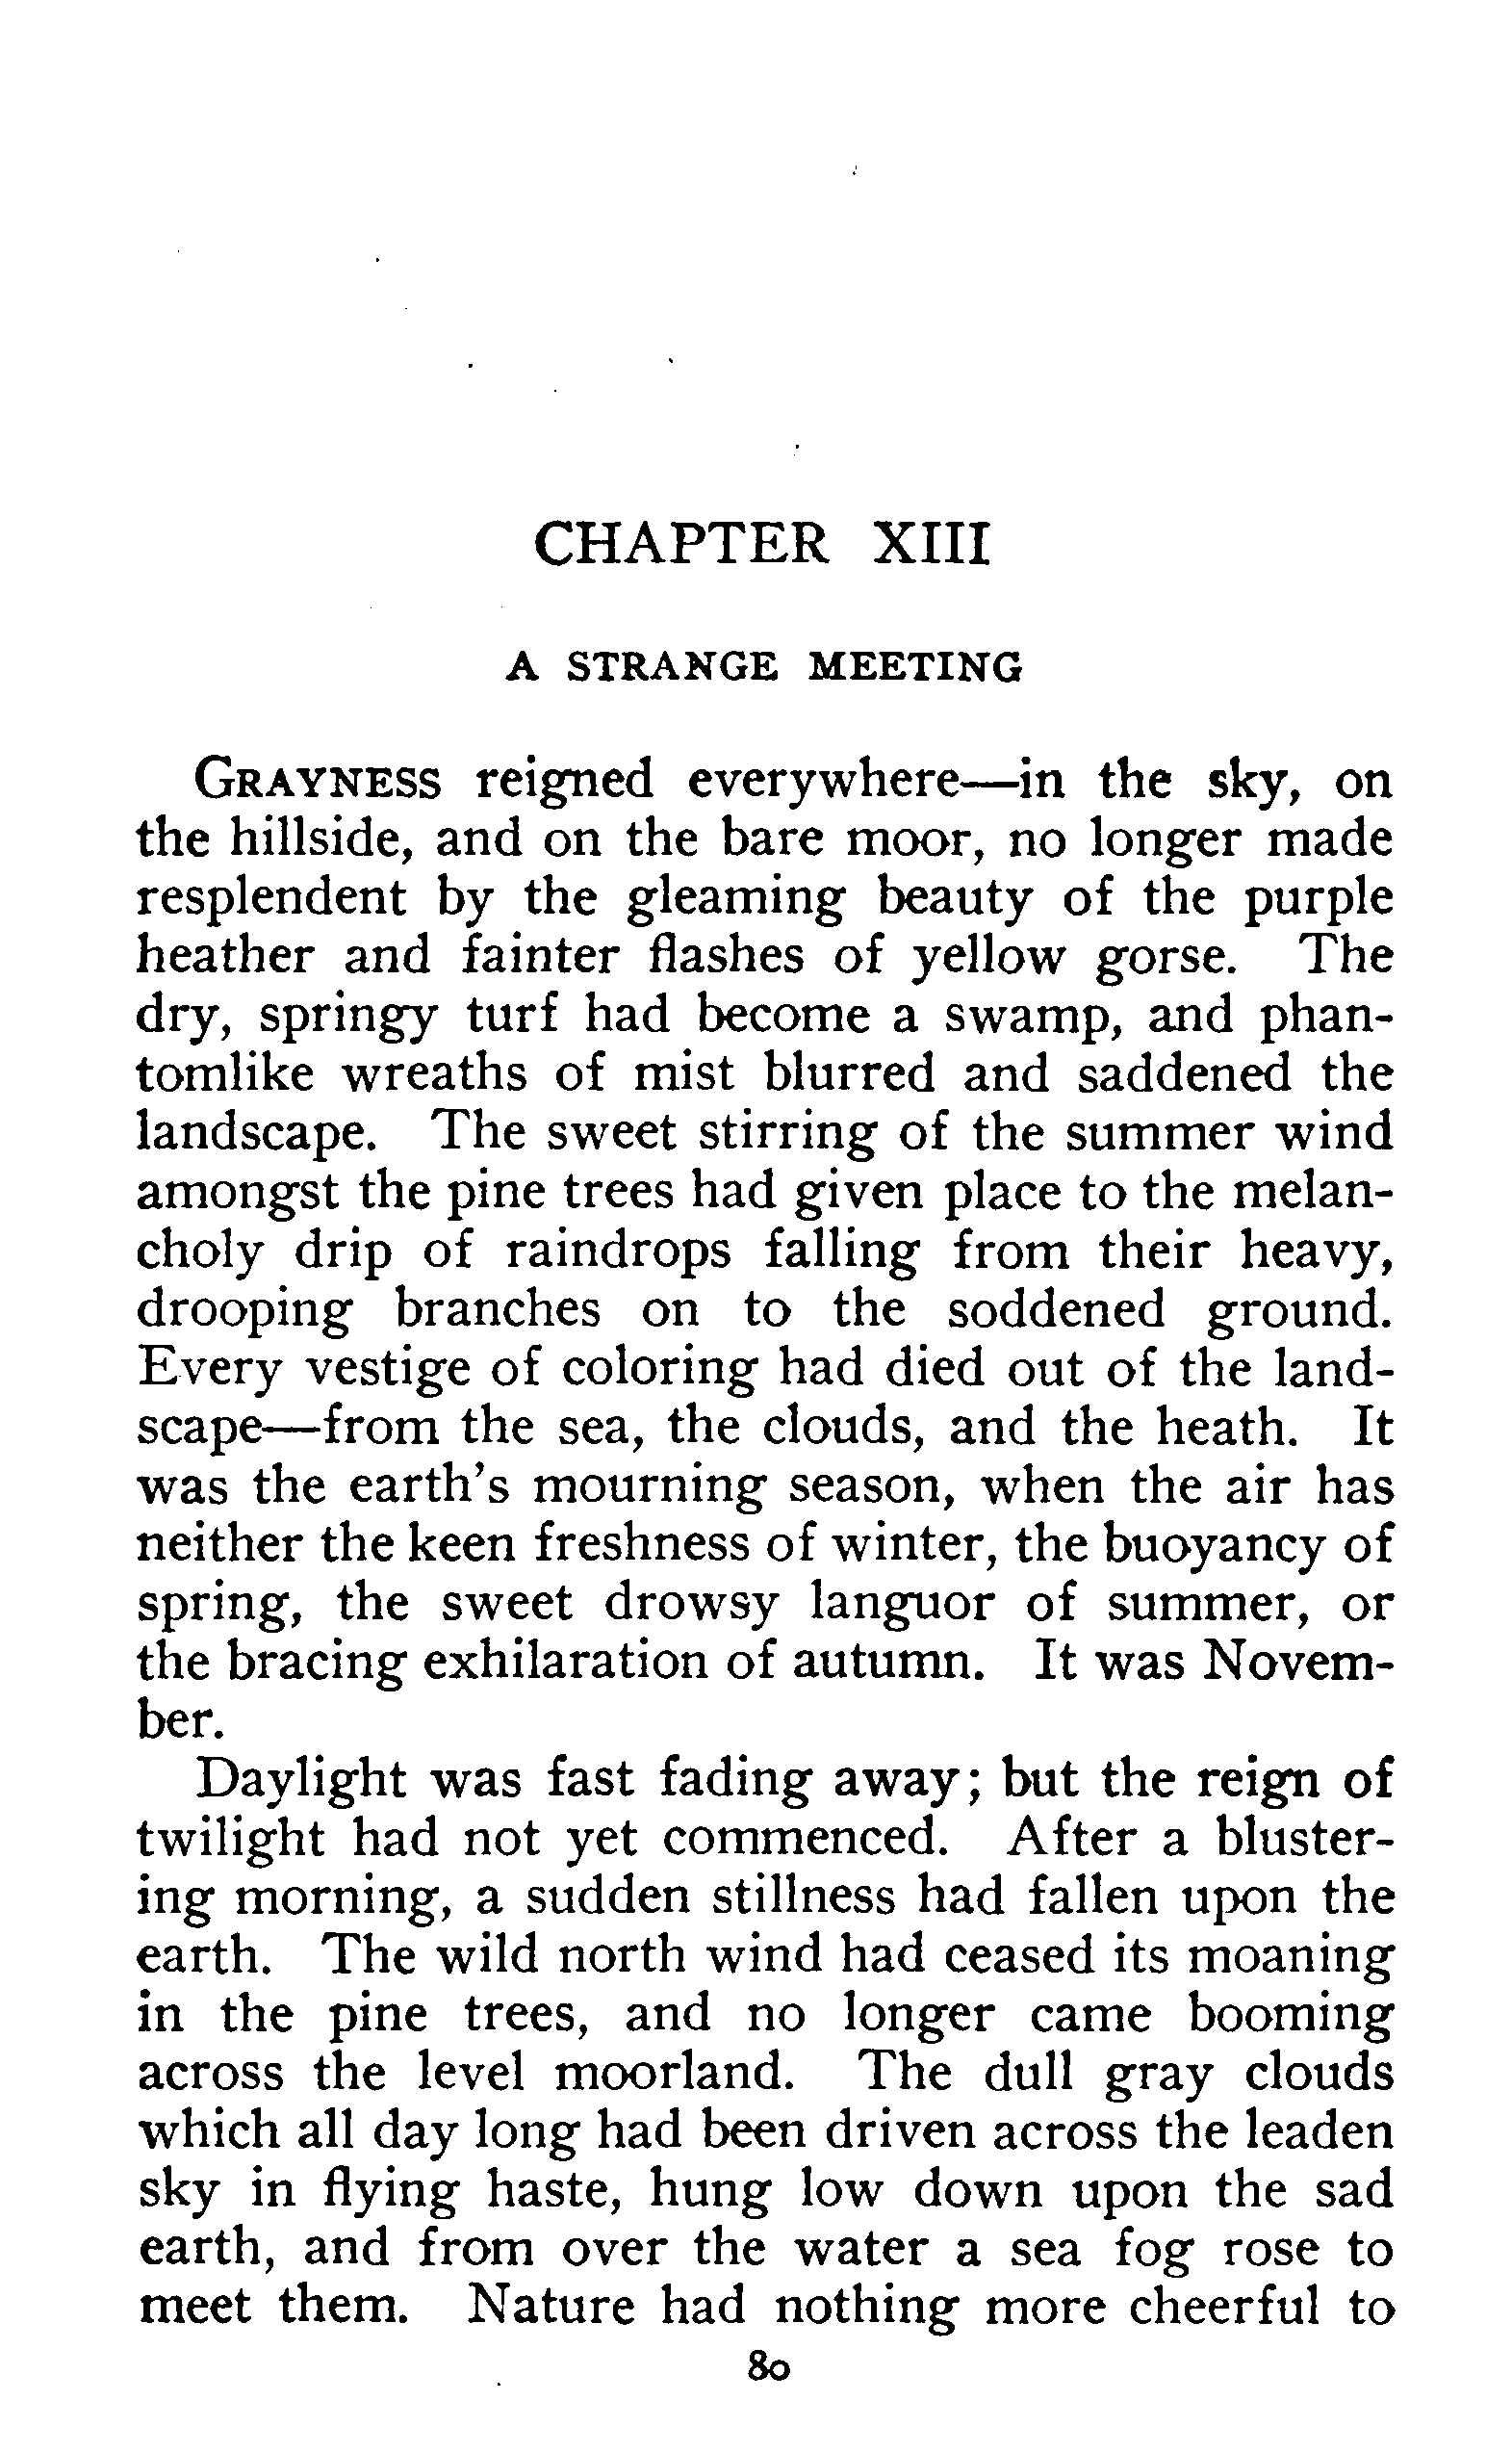 CHAPTER XIII
A STRANGE MEETING
GRAYNESS reigned everywhere—in the sky, on
the hillside, and on the bare moor, no longer made
resplendent by the gleaming beauty of the purple
heather and fainter flashes of yellow gorse. The
dry, springy turf had become a swamp, and phan-
tomlike wreaths of mist blurred and saddened the
landscape. The sweet stirring of the summer wind
amongst the pine trees had given place to the melan-
choly drip of raindrops falling from their heavy,
drooping branches on to the soddened ground.
Every vestige of coloring had died out of the land-
scape—from the sea, the clouds, and the heath. It
was the earth's mourning season, when the air has
neither the keen freshness of winter, the buoyancy of
spring, the sweet drowsy languor of summer, or
the bracing exhilaration of autumn. It was Novem-
ber.
Daylight was fast fading away; but the reign of
twilight had not yet commenced. After a bluster-
ing morning, a sudden stillness had fallen upon the
earth. The wild north wind had ceased its moaning
in the pine trees, and no longer came booming
across the level moorland. The dull gray clouds
which all day long had been driven across the leaden
sky in flying haste, hung low down upon the sad
earth, and from over the water a sea fog rose to
meet them. Nature had nothing more cheerful to
80